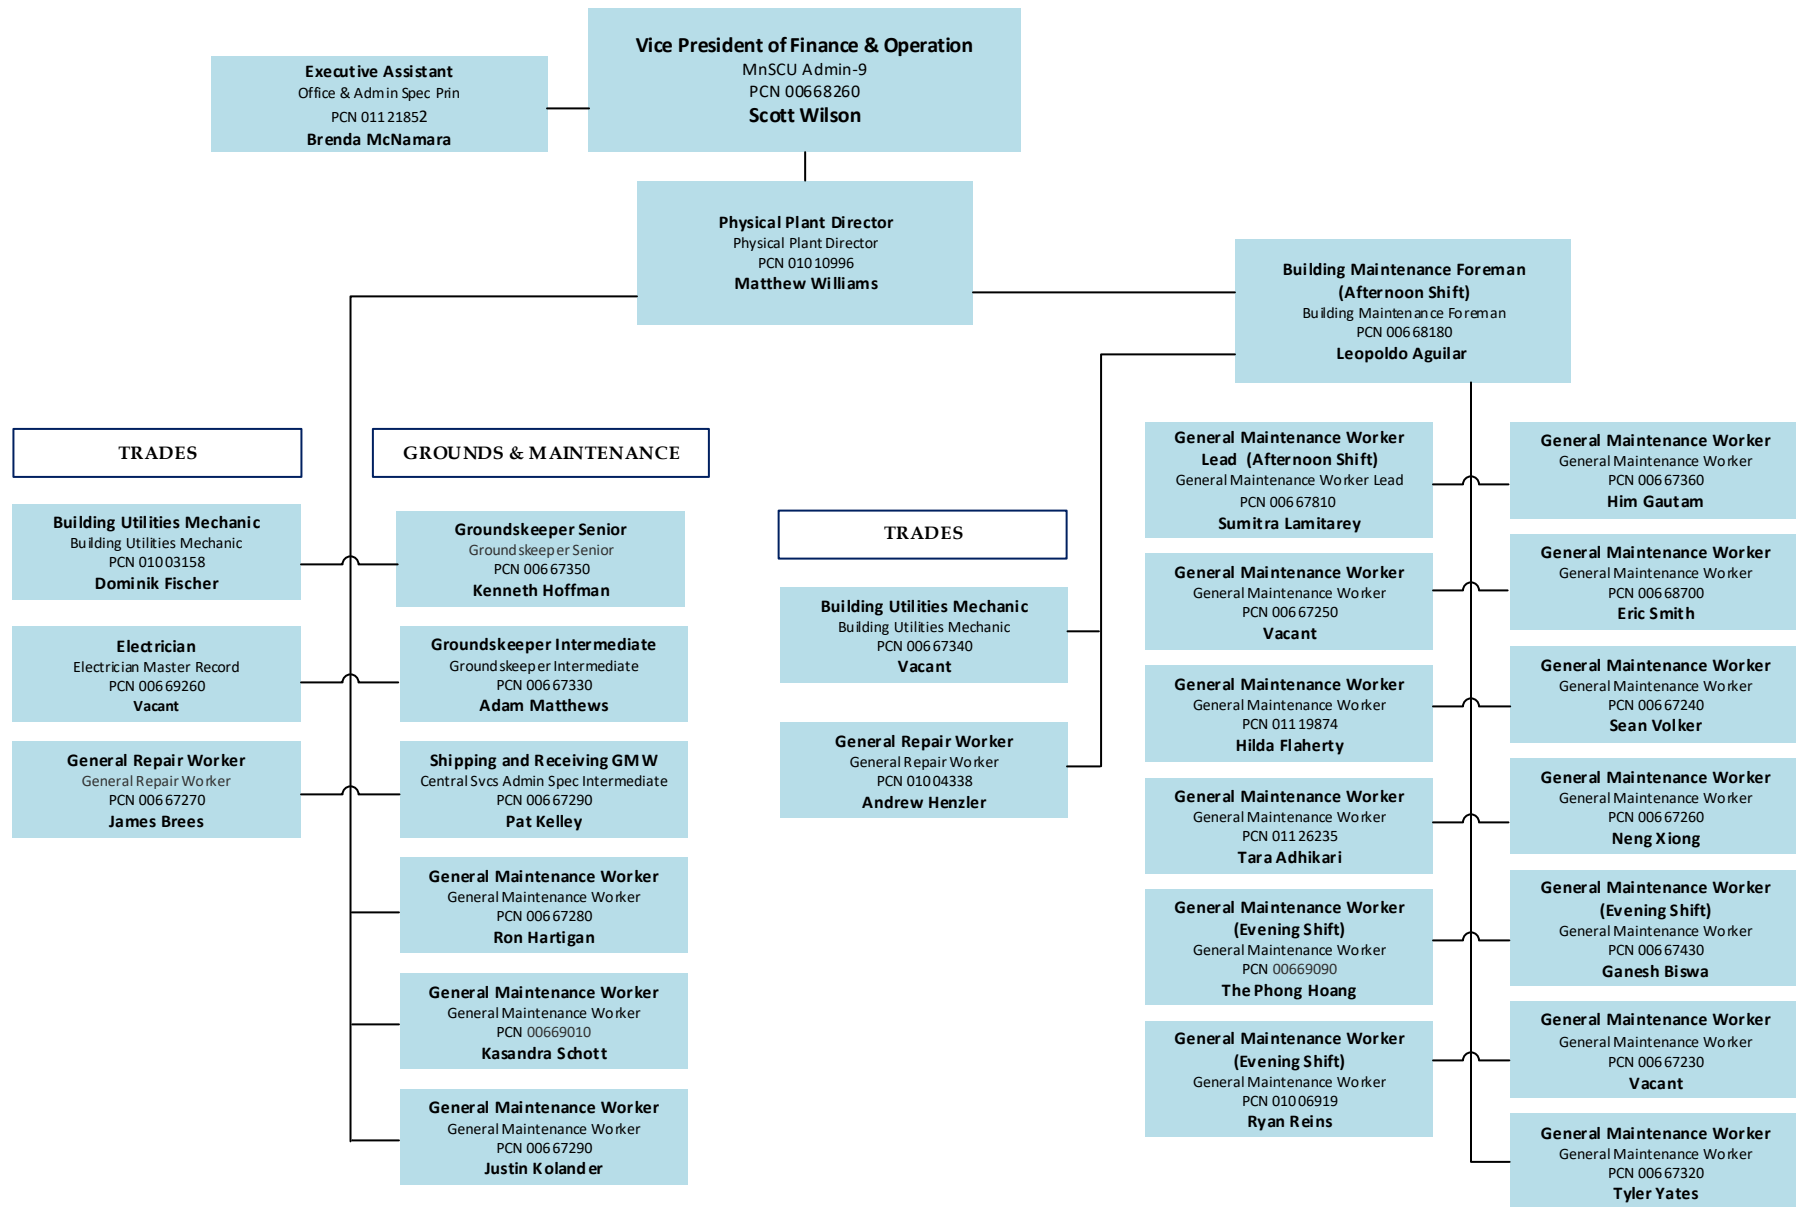 Vice President of Finance & Operation
MnSCU Admin-9
PCN 00668260
Scott Wilson
Executive Assistant
Office & Admin Spec Prin
PCN 01121852
Brenda McNamara
Physical Plant Director
Physical Plant Director
PCN 01010996
Matthew Williams
Building Maintenance Foreman
(Afternoon Shift)
Building Maintenance Foreman
PCN 00668180
Leopoldo Aguilar
TRADES
Building Utilities Mechanic
Building Utilities Mechanic
PCN 01003158
Dominik Fischer
Electrician
Electrician Master Record
PCN 00669260
Vacant
General Repair Worker
General Repair Worker
PCN 00667270
James Brees
GROUNDS & MAINTENANCE
Groundskeeper Senior
Groundskeeper Senior
PCN 00667350
Kenneth Hoffman
Groundskeeper Intermediate
Groundskeeper Intermediate
PCN 00667330
Adam Matthews
Shipping and Receiving GMW
Central Svcs Admin Spec Intermediate
PCN 00667290
Pat Kelley
General Maintenance Worker
General Maintenance Worker
PCN 00667280
Ron Hartigan
General Maintenance Worker
General Maintenance Worker
PCN 00669010
Kasandra Schott
General Maintenance Worker
General Maintenance Worker
PCN 00667290
Justin Kolander
TRADES
Building Utilities Mechanic
Building Utilities Mechanic
PCN 00667340
Vacant
General Repair Worker
General Repair Worker
PCN 01004338
Andrew Henzler
General Maintenance Worker
Lead (Afternoon Shift)
General Maintenance Worker Lead
PCN 00667810
Sumitra Lamitarey
General Maintenance Worker
General Maintenance Worker
PCN 00667250
Vacant
General Maintenance Worker
General Maintenance Worker
PCN 01119874
Hilda Flaherty
General Maintenance Worker
General Maintenance Worker
PCN 01126235
Tara Adhikari
General Maintenance Worker
(Evening Shift)
General Maintenance Worker
PCN 00669090
The Phong Hoang
General Maintenance Worker
(Evening Shift)
General Maintenance Worker
PCN 01006919
Ryan Reins
General Maintenance Worker
General Maintenance Worker
PCN 00667360
Him Gautam
General Maintenance Worker
General Maintenance Worker
PCN 00668700
Eric Smith
General Maintenance Worker
General Maintenance Worker
PCN 00667240
Sean Volker
General Maintenance Worker
General Maintenance Worker
PCN 00667260
Neng Xiong
General Maintenance Worker
(Evening Shift)
General Maintenance Worker
PCN 00667430
Ganesh Biswa
General Maintenance Worker
General Maintenance Worker
PCN 00667230
Vacant
General Maintenance Worker
General Maintenance Worker
PCN 00667320
Tyler Yates